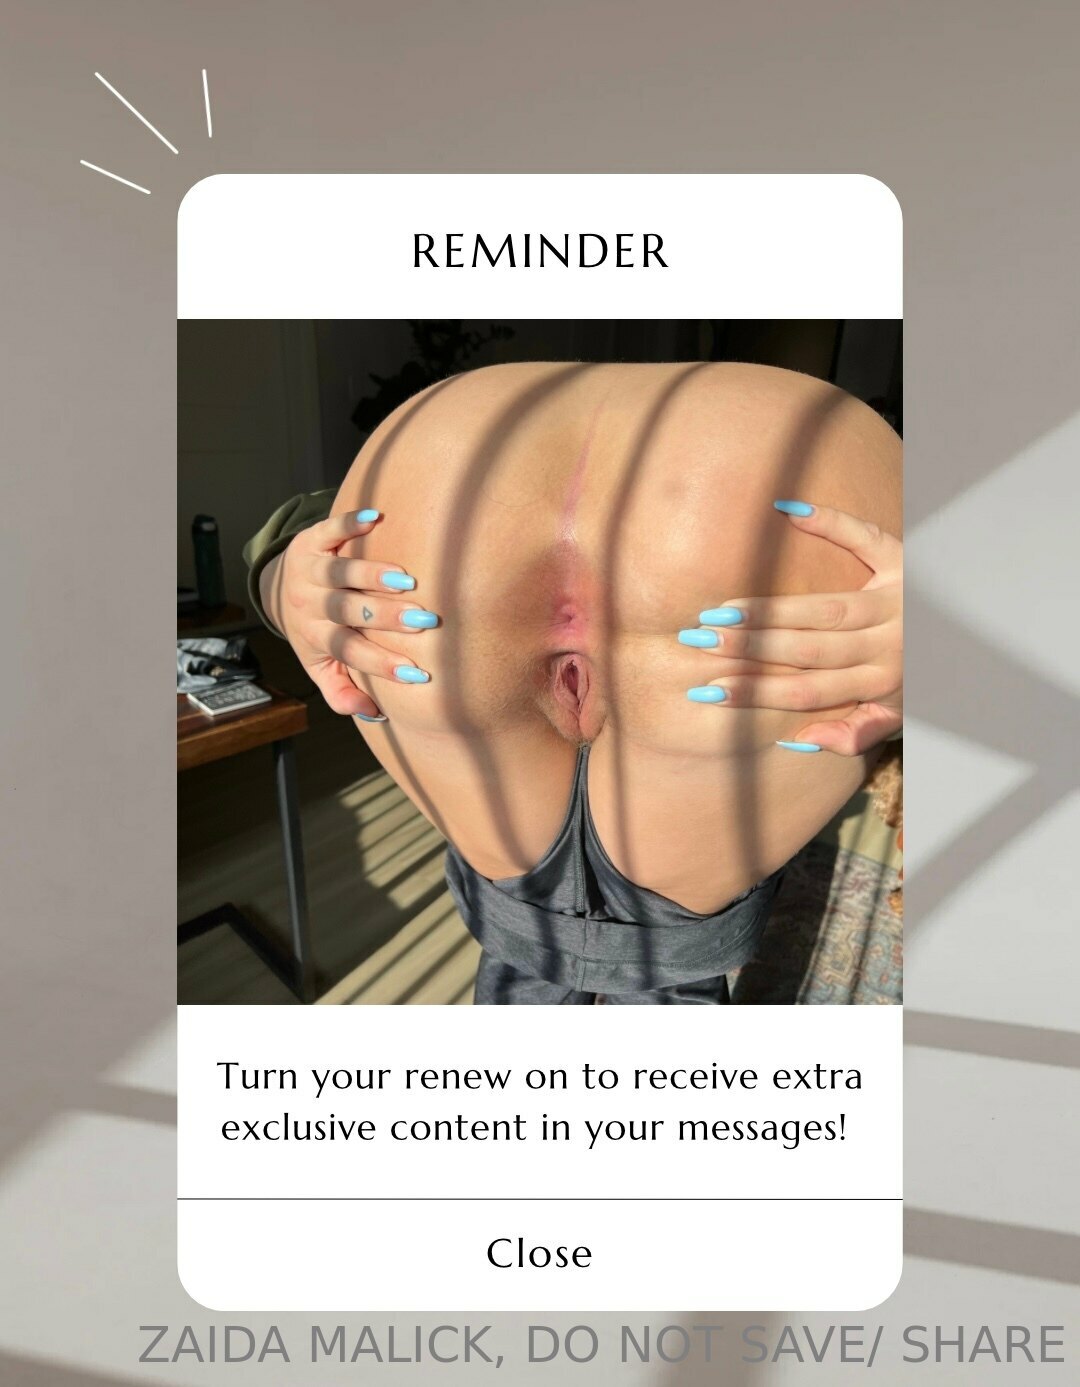 REMINDER
Turn your renew on to receive extra
exclusive content in your messages!
Close
ZAIDA MALICK, DO NOT SAVE/ SHARE